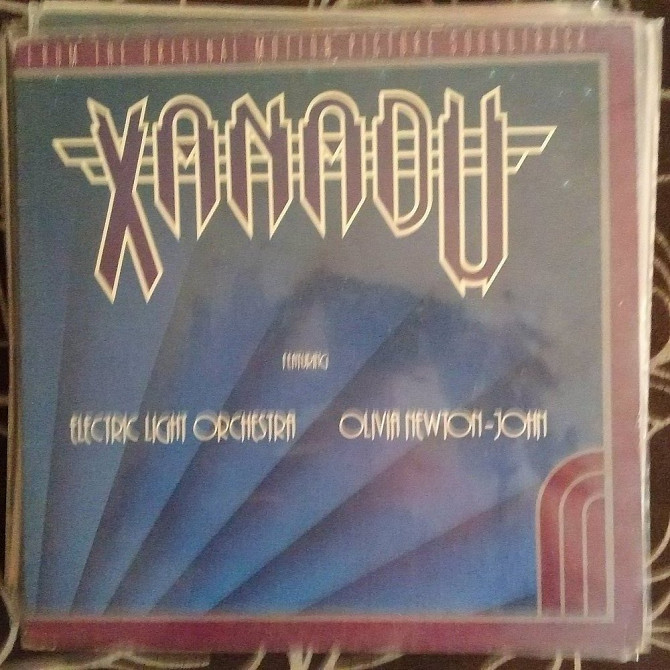 FROM THE ORIGINAL MOTION PICTURE SOUNDTRACK
XANADU
FEATURING
ELECTRIC LIGHT ORCHESTRA OLIVIA NEWTON-JOHN